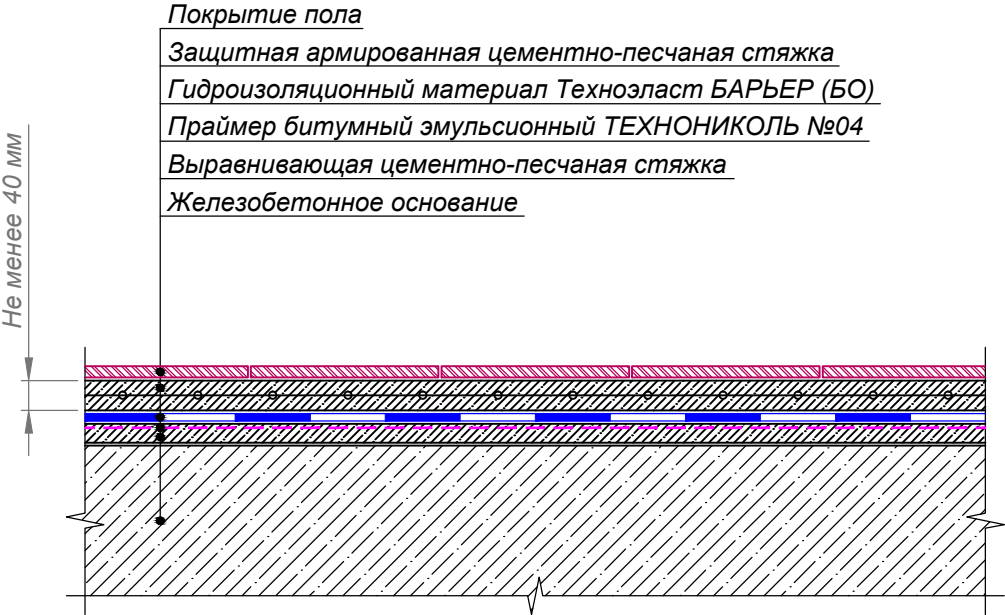 Покрытие пола
Защитная армированная цементно-песчаная стяжка
Гидроизоляционный материал Техноэласт БАРЬЕР (БО)
Праймер битумный эмульсионный ТЕХНОНИКОЛЬ №04
Выравнивающая цементно-песчаная стяжка
Железобетонное основание
Не менее 40 мм